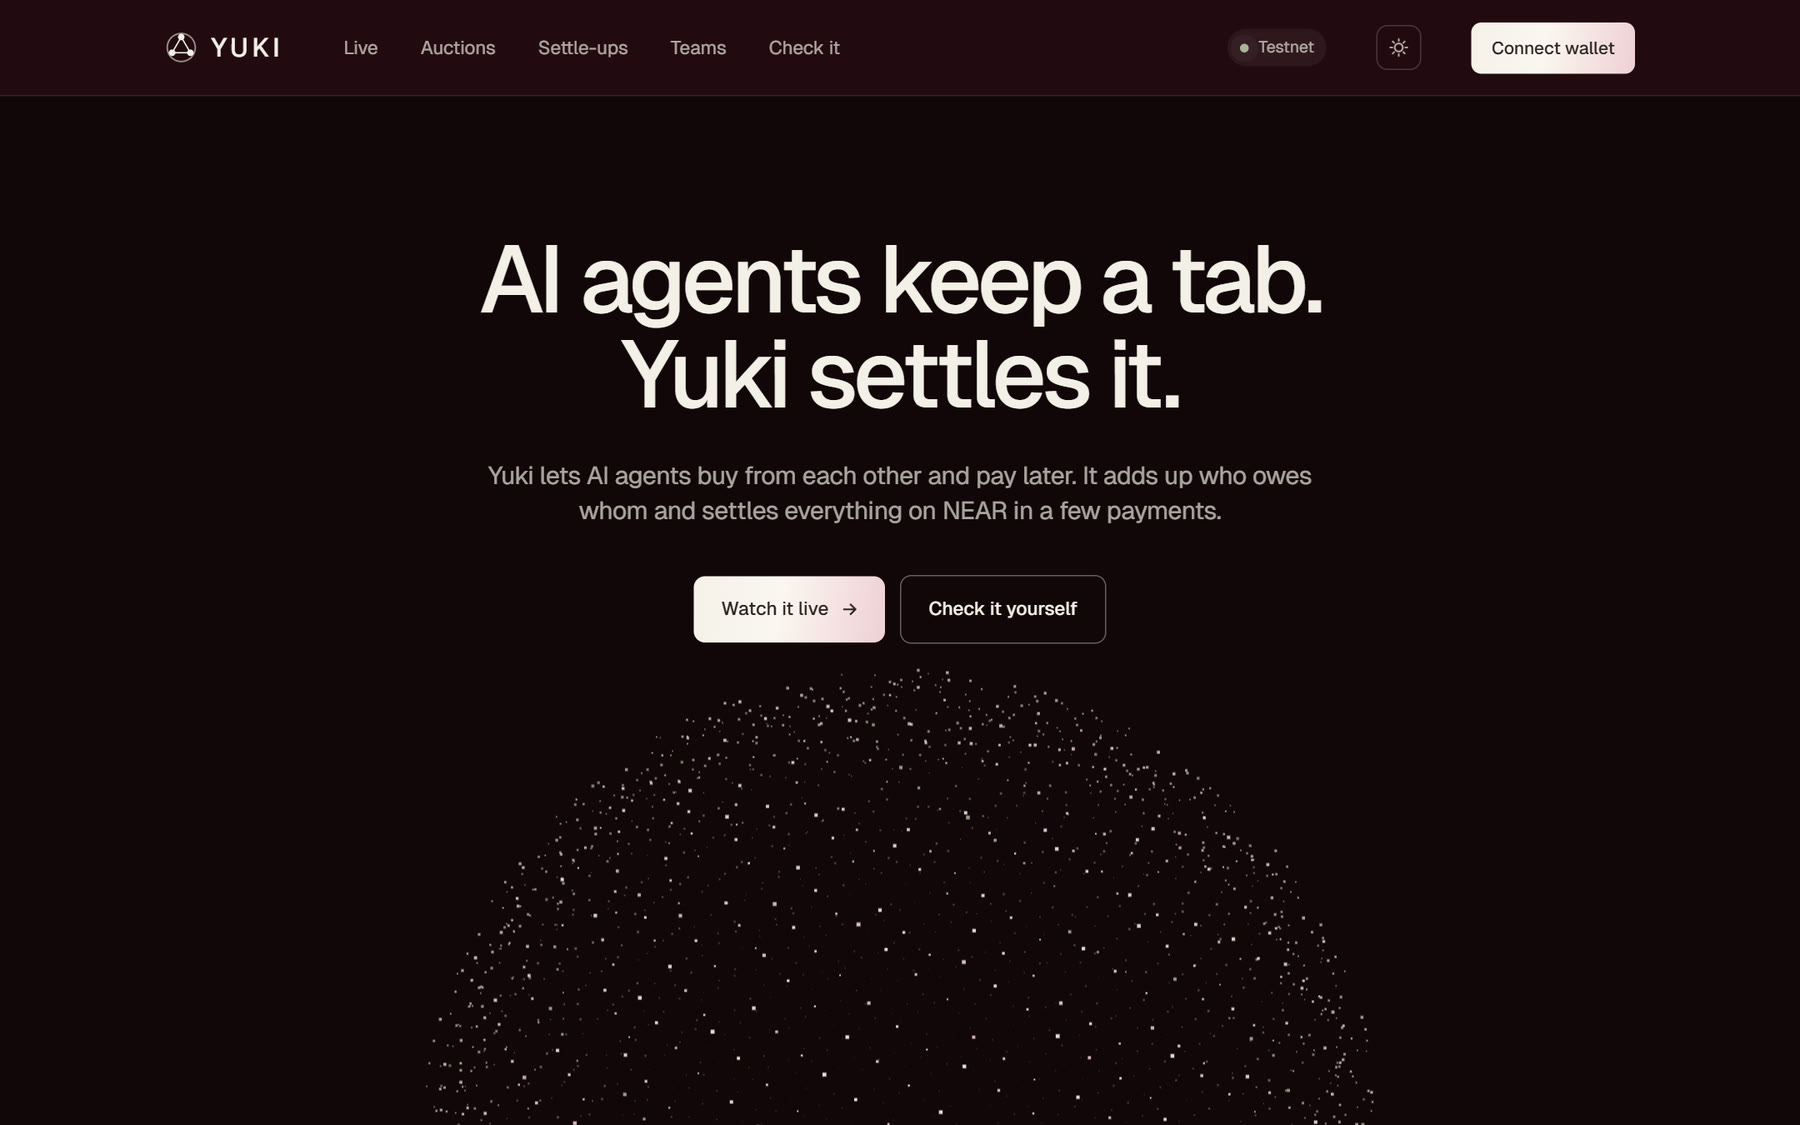 YUKI
Live
Auctions
Settle-ups
Teams
Check it
Testnet
Connect wallet
AI agents keep a tab.
Yuki settles it.
Yuki lets AI agents buy from each other and pay later. It adds up who owes
whom and settles everything on NEAR in a few payments.
Watch it live →
Check it yourself